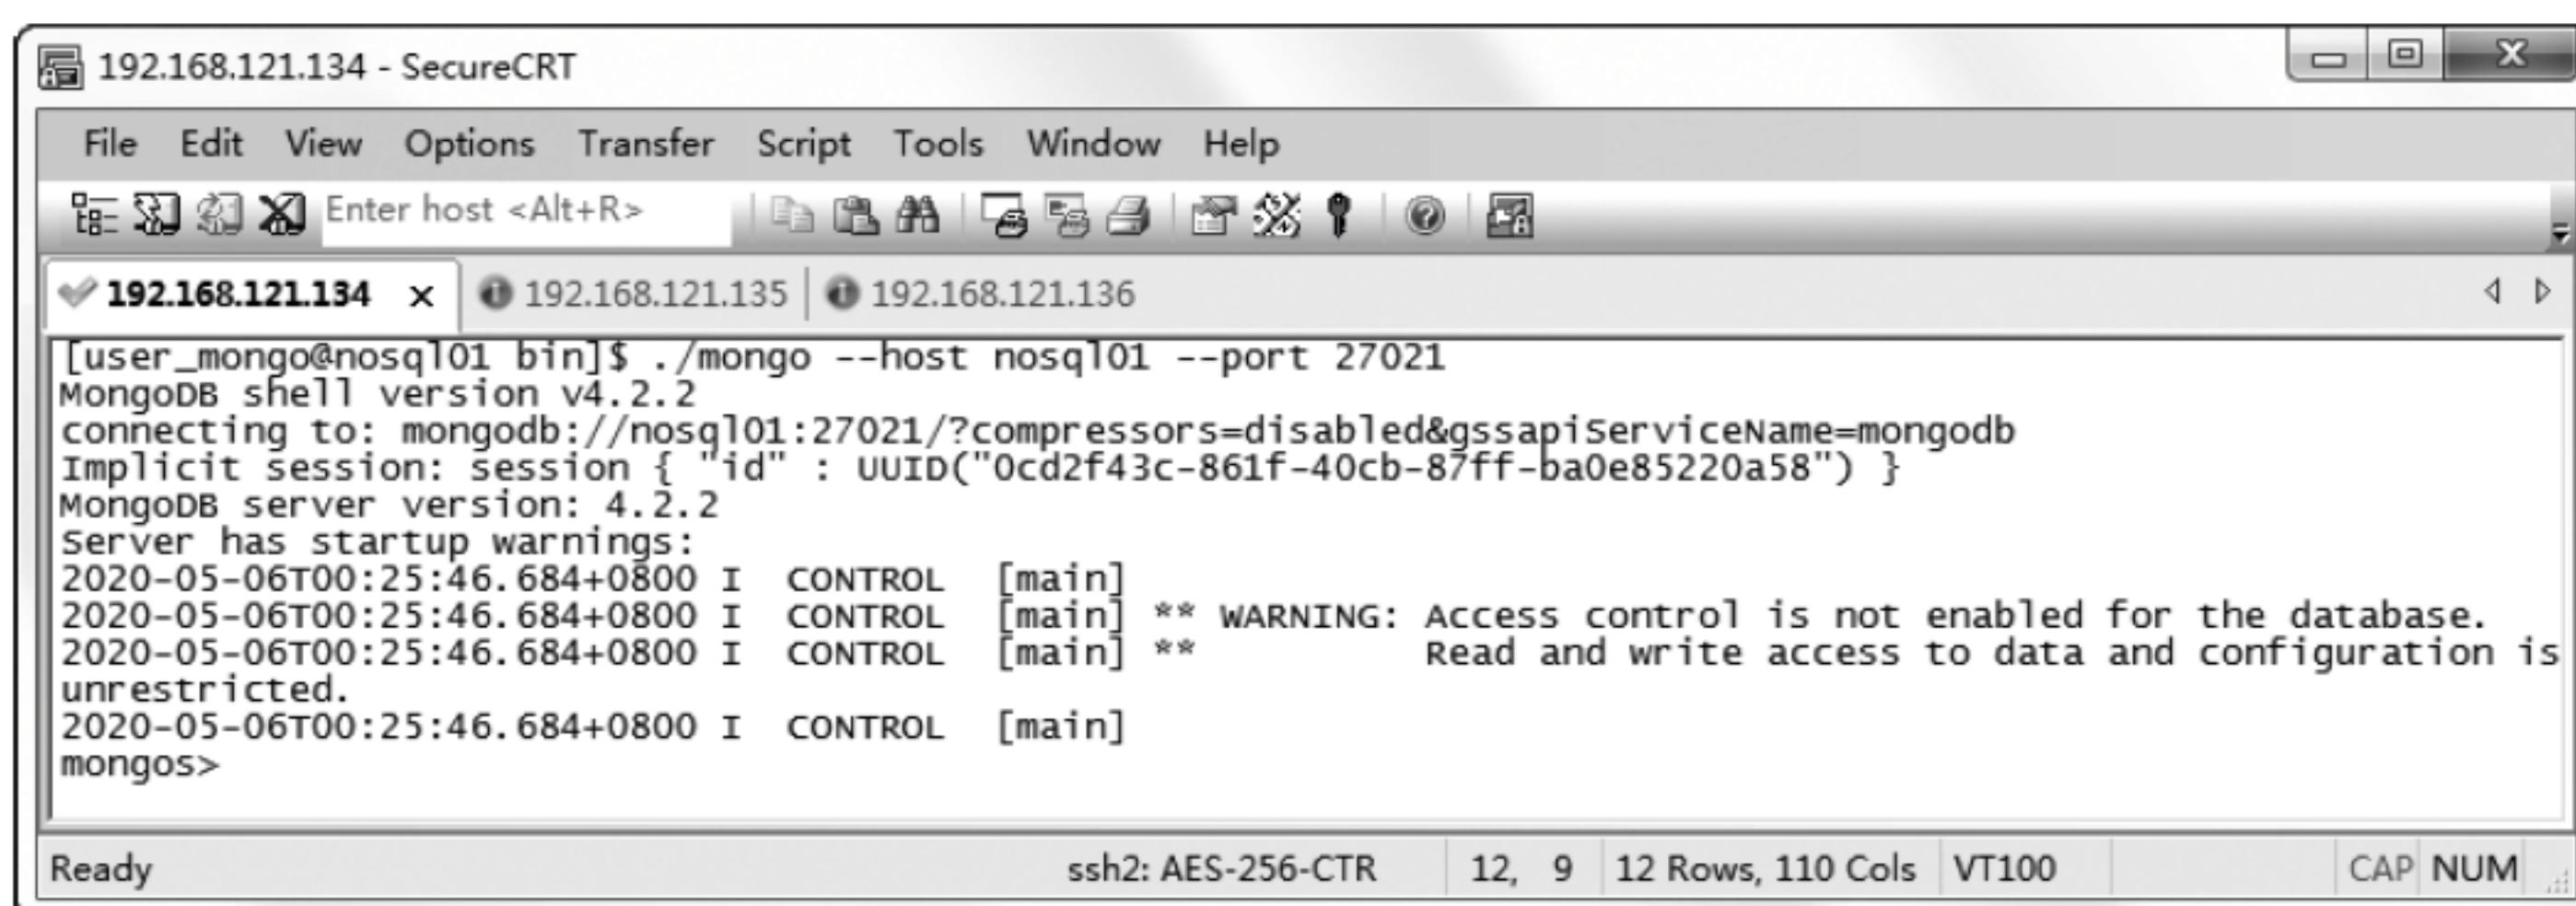 192.168.121.134 - SecureCRT
File Edit View Options Transfer Script Tools Window Help
Enter host <Alt+R>
192.168.121.134 x 192.168.121.135 192.168.121.136
[user_mongo@nosql01 bin]$ ./mongo --host nosql01 --port 27021
MongoDB shell version v4.2.2
connecting to: mongodb://nosql01:27021/?compressors=disabled&gssapiServiceName=mongodb
Implicit session: session { "id" : UUID("0cd2f43c-861f-40cb-87ff-ba0e85220a58") }
MongoDB server version: 4.2.2
Server has startup warnings:
2020-05-06T00:25:46.684+0800 I  CONTROL  [main]
2020-05-06T00:25:46.684+0800 I  CONTROL  [main] ** WARNING: Access control is not enabled for the database.
2020-05-06T00:25:46.684+0800 I  CONTROL  [main] **          Read and write access to data and configuration is
unrestricted.
2020-05-06T00:25:46.684+0800 I  CONTROL  [main]
mongos>
Ready ssh2: AES-256-CTR 12, 9 12 Rows, 110 Cols VT100 CAP NUM